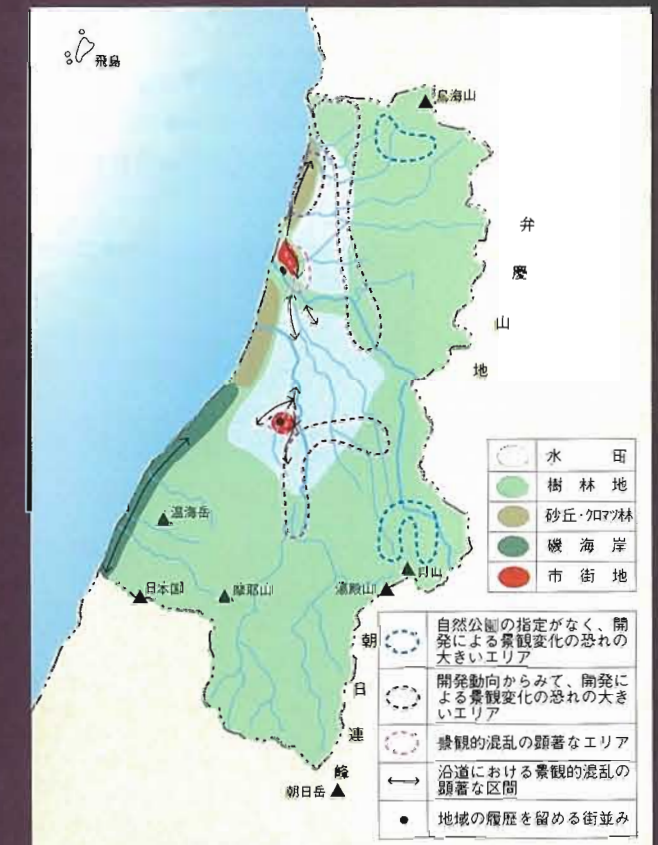 飛島
鳥海山
弁慶山地
温海岳
日本国
摩耶山
湯殿山
月山
朝日連峰
朝日岳
水田
樹林地
砂丘・クロマツ林
磯海岸
市街地
自然公園の指定がなく、開
発による景観変化の恐れの
大きいエリア
開発動向からみて、開発に
よる景観変化の恐れの大き
いエリア
景観的混乱の顕著なエリア
沿道における景観的混乱の
顕著な区間
地域の履歴を留める街並み